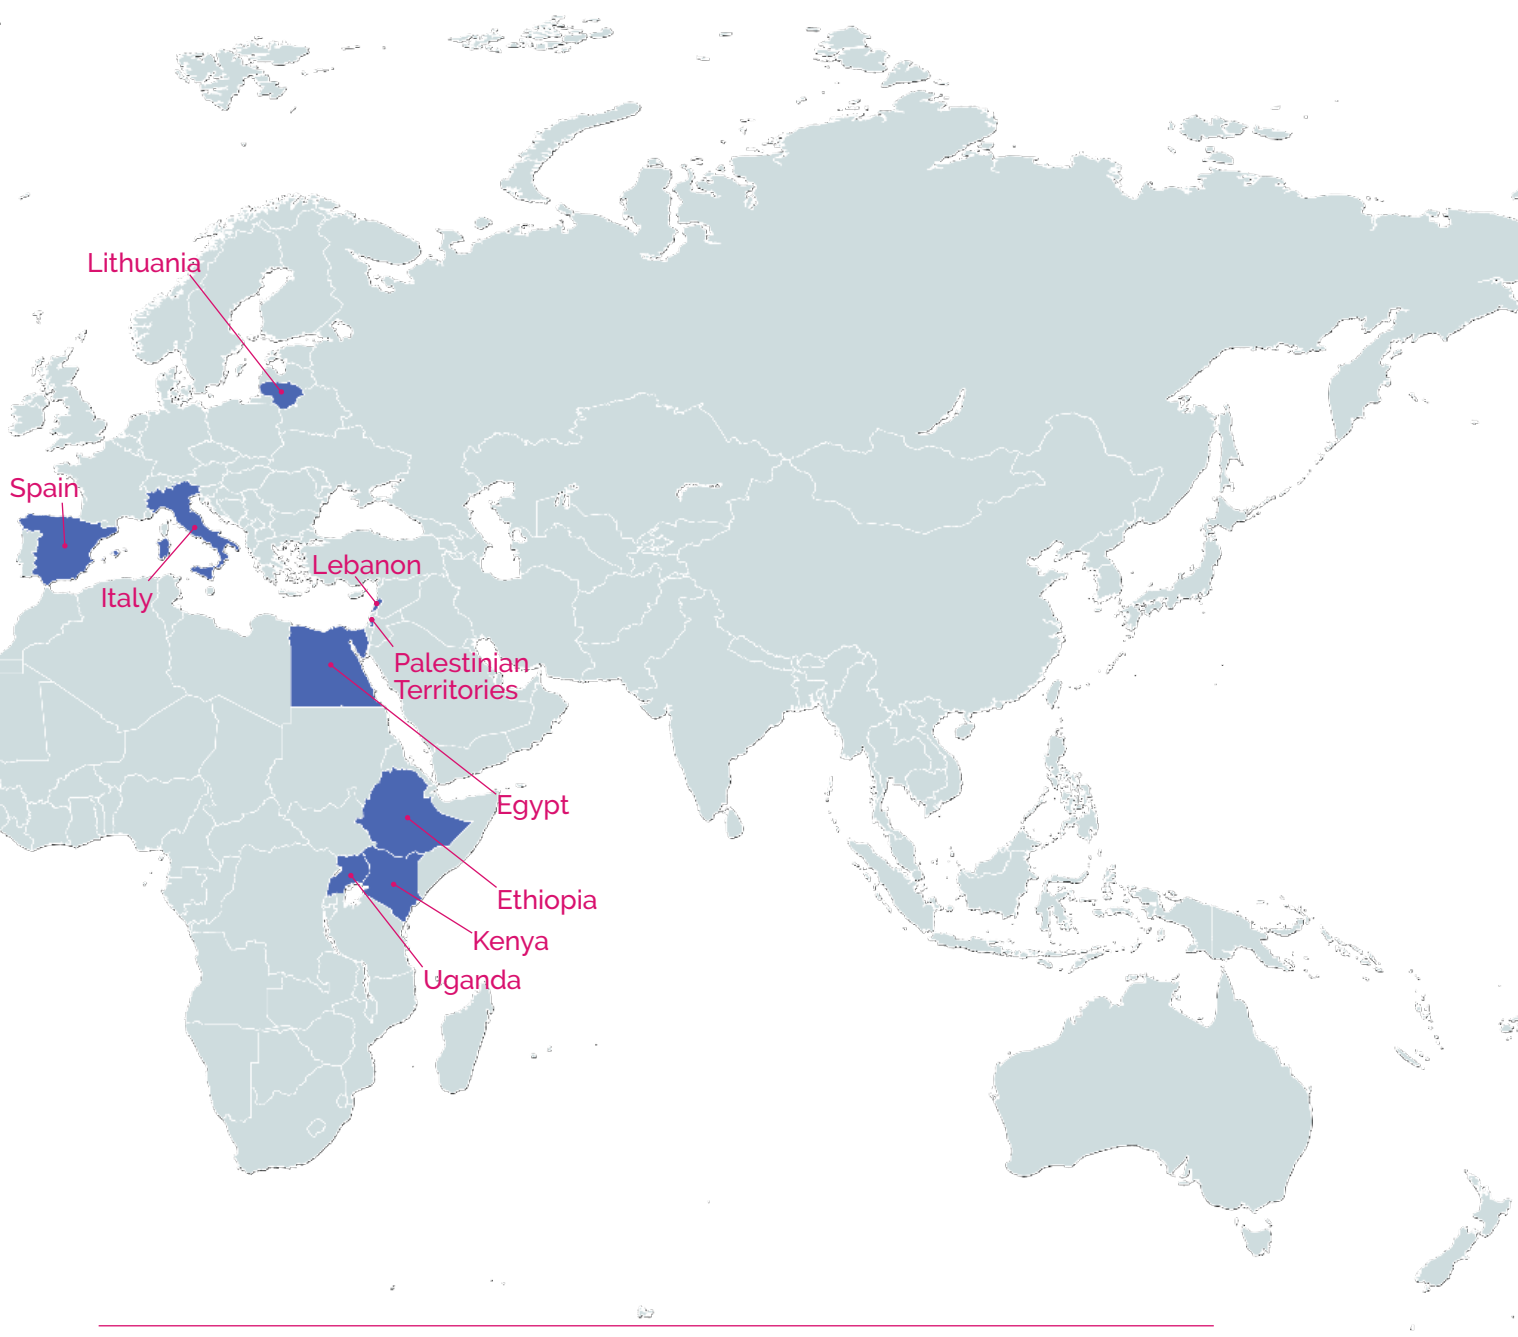 Lithuania
Spain
Lebanon
Italy
Palestinian
Territories
Egypt
Ethiopia
Kenya
Uganda